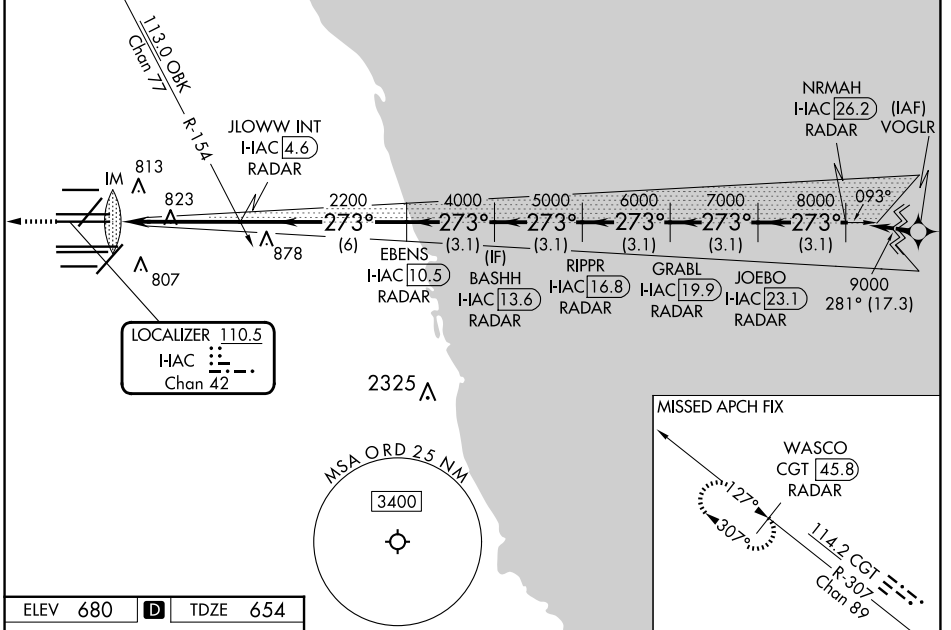 113.0 OBK
Chan 77
R-154
JLOWW INT
I-IAC 4.6
RADAR
NRMAH
I-IAC 26.2
RADAR
(IAF)
VOGLR
IM
813
823
878
807
2200
4000
5000
6000
7000
8000
093°
273°
273°
273°
273°
273°
273°
(6)
(3.1)
(3.1)
(3.1)
(3.1)
(3.1)
EBENS
I-IAC 10.5
RADAR
(IF)
BASHH
I-IAC 13.6
RADAR
RIPPR
I-IAC 16.8
RADAR
GRABL
I-IAC 19.9
RADAR
JOEBO
I-IAC 23.1
RADAR
9000
281° (17.3)
LOCALIZER 110.5
I-IAC
Chan 42
2325
MSA ORD 25 NM
3400
MISSED APCH FIX
WASCO
CGT 45.8
RADAR
127°
307°
114.2 CGT
R-307
Chan 89
ELEV 680 D TDZE 654